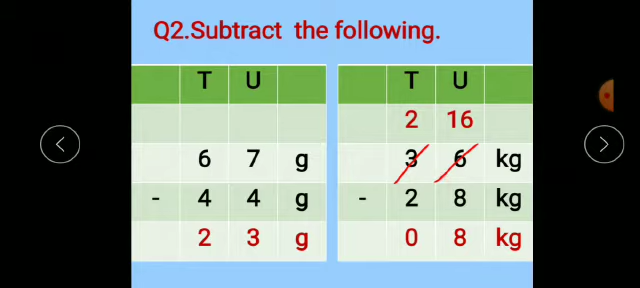 Q2.Subtract the following.
T U
6 7 g
- 4 4 g
2 3 g
T U
2 16
3 6 kg
- 2 8 kg
0 8 kg